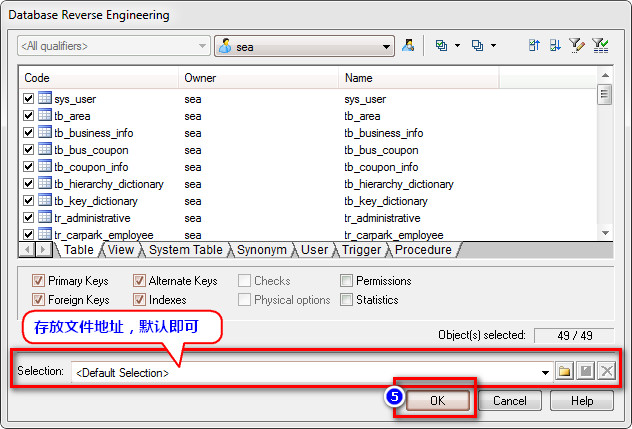 Database Reverse Engineering
<All qualifiers> sea
Code Owner Name
sys_user sea sys_user
tb_area sea tb_area
tb_business_info sea tb_business_info
tb_bus_coupon sea tb_bus_coupon
tb_coupon_info sea tb_coupon_info
tb_hierarchy_dictionary sea tb_hierarchy_dictionary
tb_key_dictionary sea tb_key_dictionary
tr_administrative sea tr_administrative
tr_carpark_employee sea tr_carpark_employee
Table View System Table Synonym User Trigger Procedure
Primary Keys Alternate Keys Checks Permissions
Foreign Keys Indexes Physical options Statistics
存放文件地址，默认即可
Object(s) selected: 49 / 49
Selection: <Default Selection>
5 OK Cancel Help